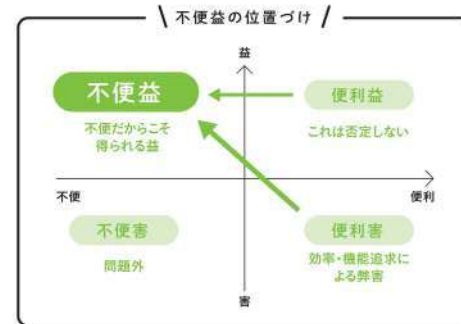 不便益の位置づけ
益
不便益
便利益
不便だからこそ
得られる益
これは否定しない
不便
便利
不便害
便利害
問題外
効率・機能追求に
よる弊害
害